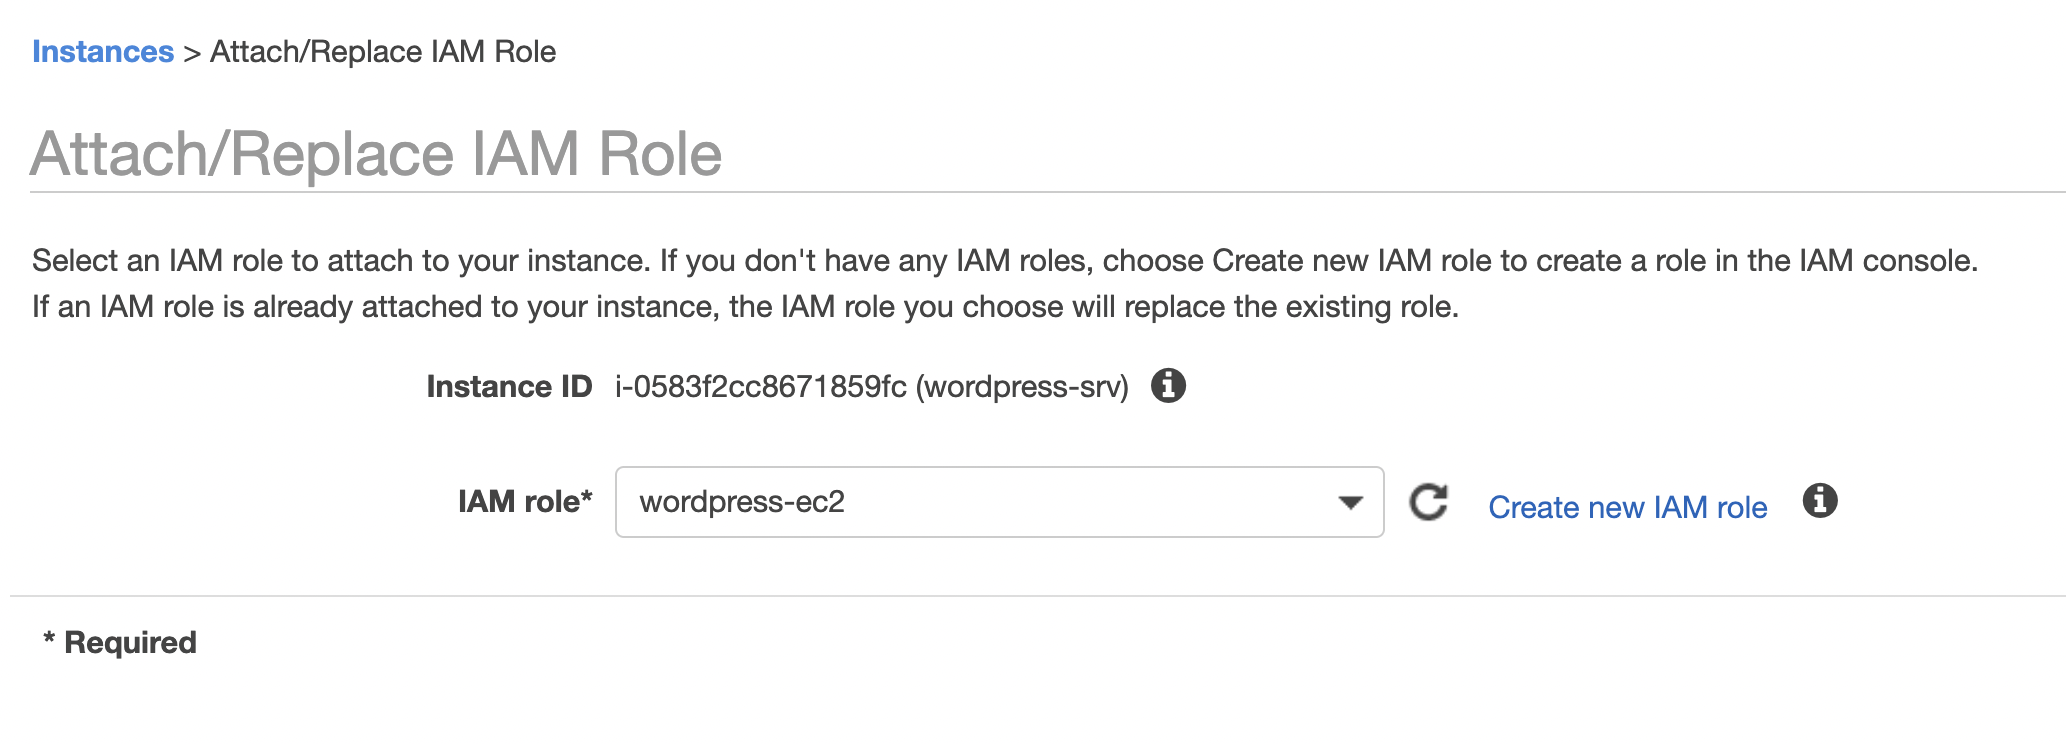 Instances > Attach/Replace IAM Role
Attach/Replace IAM Role
Select an IAM role to attach to your instance. If you don't have any IAM roles, choose Create new IAM role to create a role in the IAM console.
If an IAM role is already attached to your instance, the IAM role you choose will replace the existing role.
Instance ID i-0583f2cc8671859fc (wordpress-srv)
IAM role* wordpress-ec2 Create new IAM role
* Required